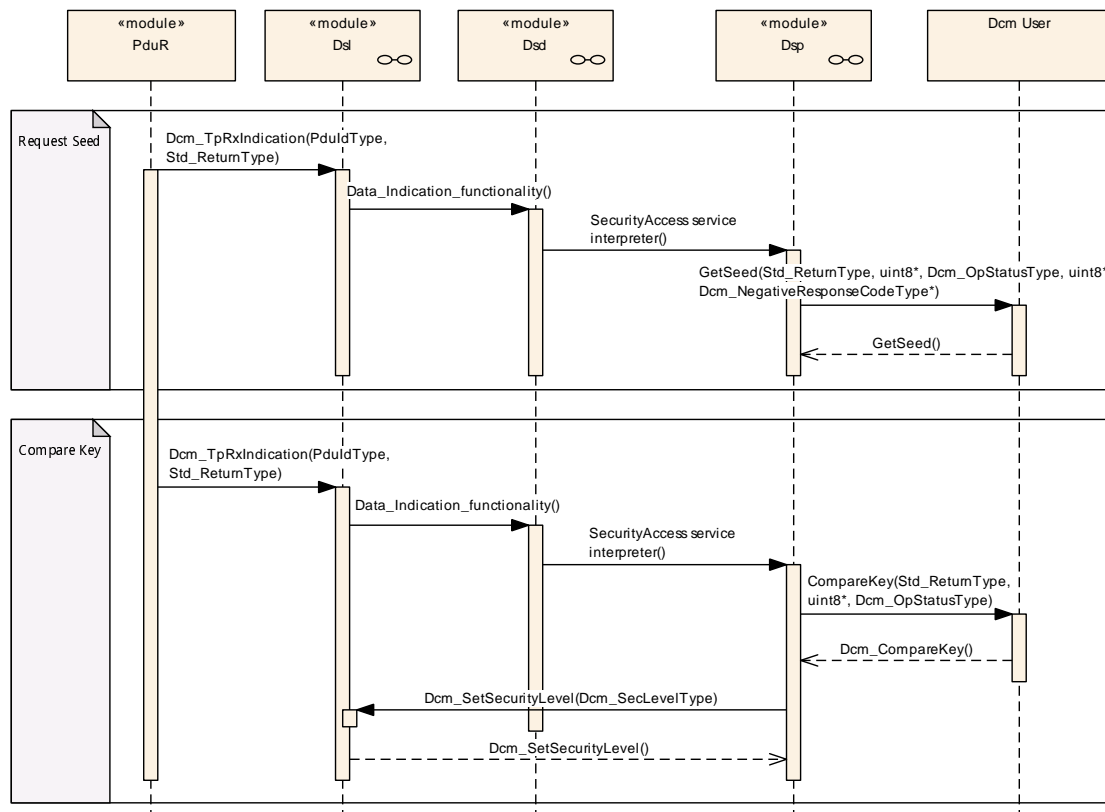 «module»
PduR
«module»
Dsl
«module»
Dsd
«module»
Dsp
Dcm User
Request Seed
Dcm_TpRxIndication(PduIdType,
Std_ReturnType)
Data_Indication_functionality()
SecurityAccess service
interpreter()
GetSeed(Std_ReturnType, uint8*, Dcm_OpStatusType, uint8*
Dcm_NegativeResponseCodeType*)
GetSeed()
Compare Key
Dcm_TpRxIndication(PduIdType,
Std_ReturnType)
Data_Indication_functionality()
SecurityAccess service
interpreter()
CompareKey(Std_ReturnType,
uint8*, Dcm_OpStatusType)
Dcm_CompareKey()
Dcm_SetSecurityLevel(Dcm_SecLevelType)
Dcm_SetSecurityLevel()